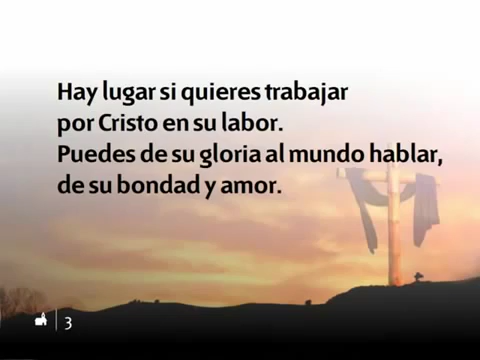 Hay lugar si quieres trabajar
por Cristo en su labor.
Puedes de su gloria al mundo hablar,
de su bondad y amor.
3